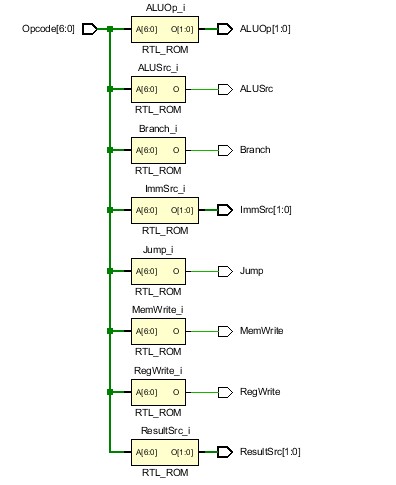 ALUOp_i
Opcode[6:0] A[6:0] O[1:0] ALUOp[1:0]
RTL_ROM
ALUSrc_i
A[6:0] O ALUSrc
RTL_ROM
Branch_i
A[6:0] O Branch
RTL_ROM
ImmSrc_i
A[6:0] O[1:0] ImmSrc[1:0]
RTL_ROM
Jump_i
A[6:0] O Jump
RTL_ROM
MemWrite_i
A[6:0] O MemWrite
RTL_ROM
RegWrite_i
A[6:0] O RegWrite
RTL_ROM
ResultSrc_i
A[6:0] O[1:0] ResultSrc[1:0]
RTL_ROM